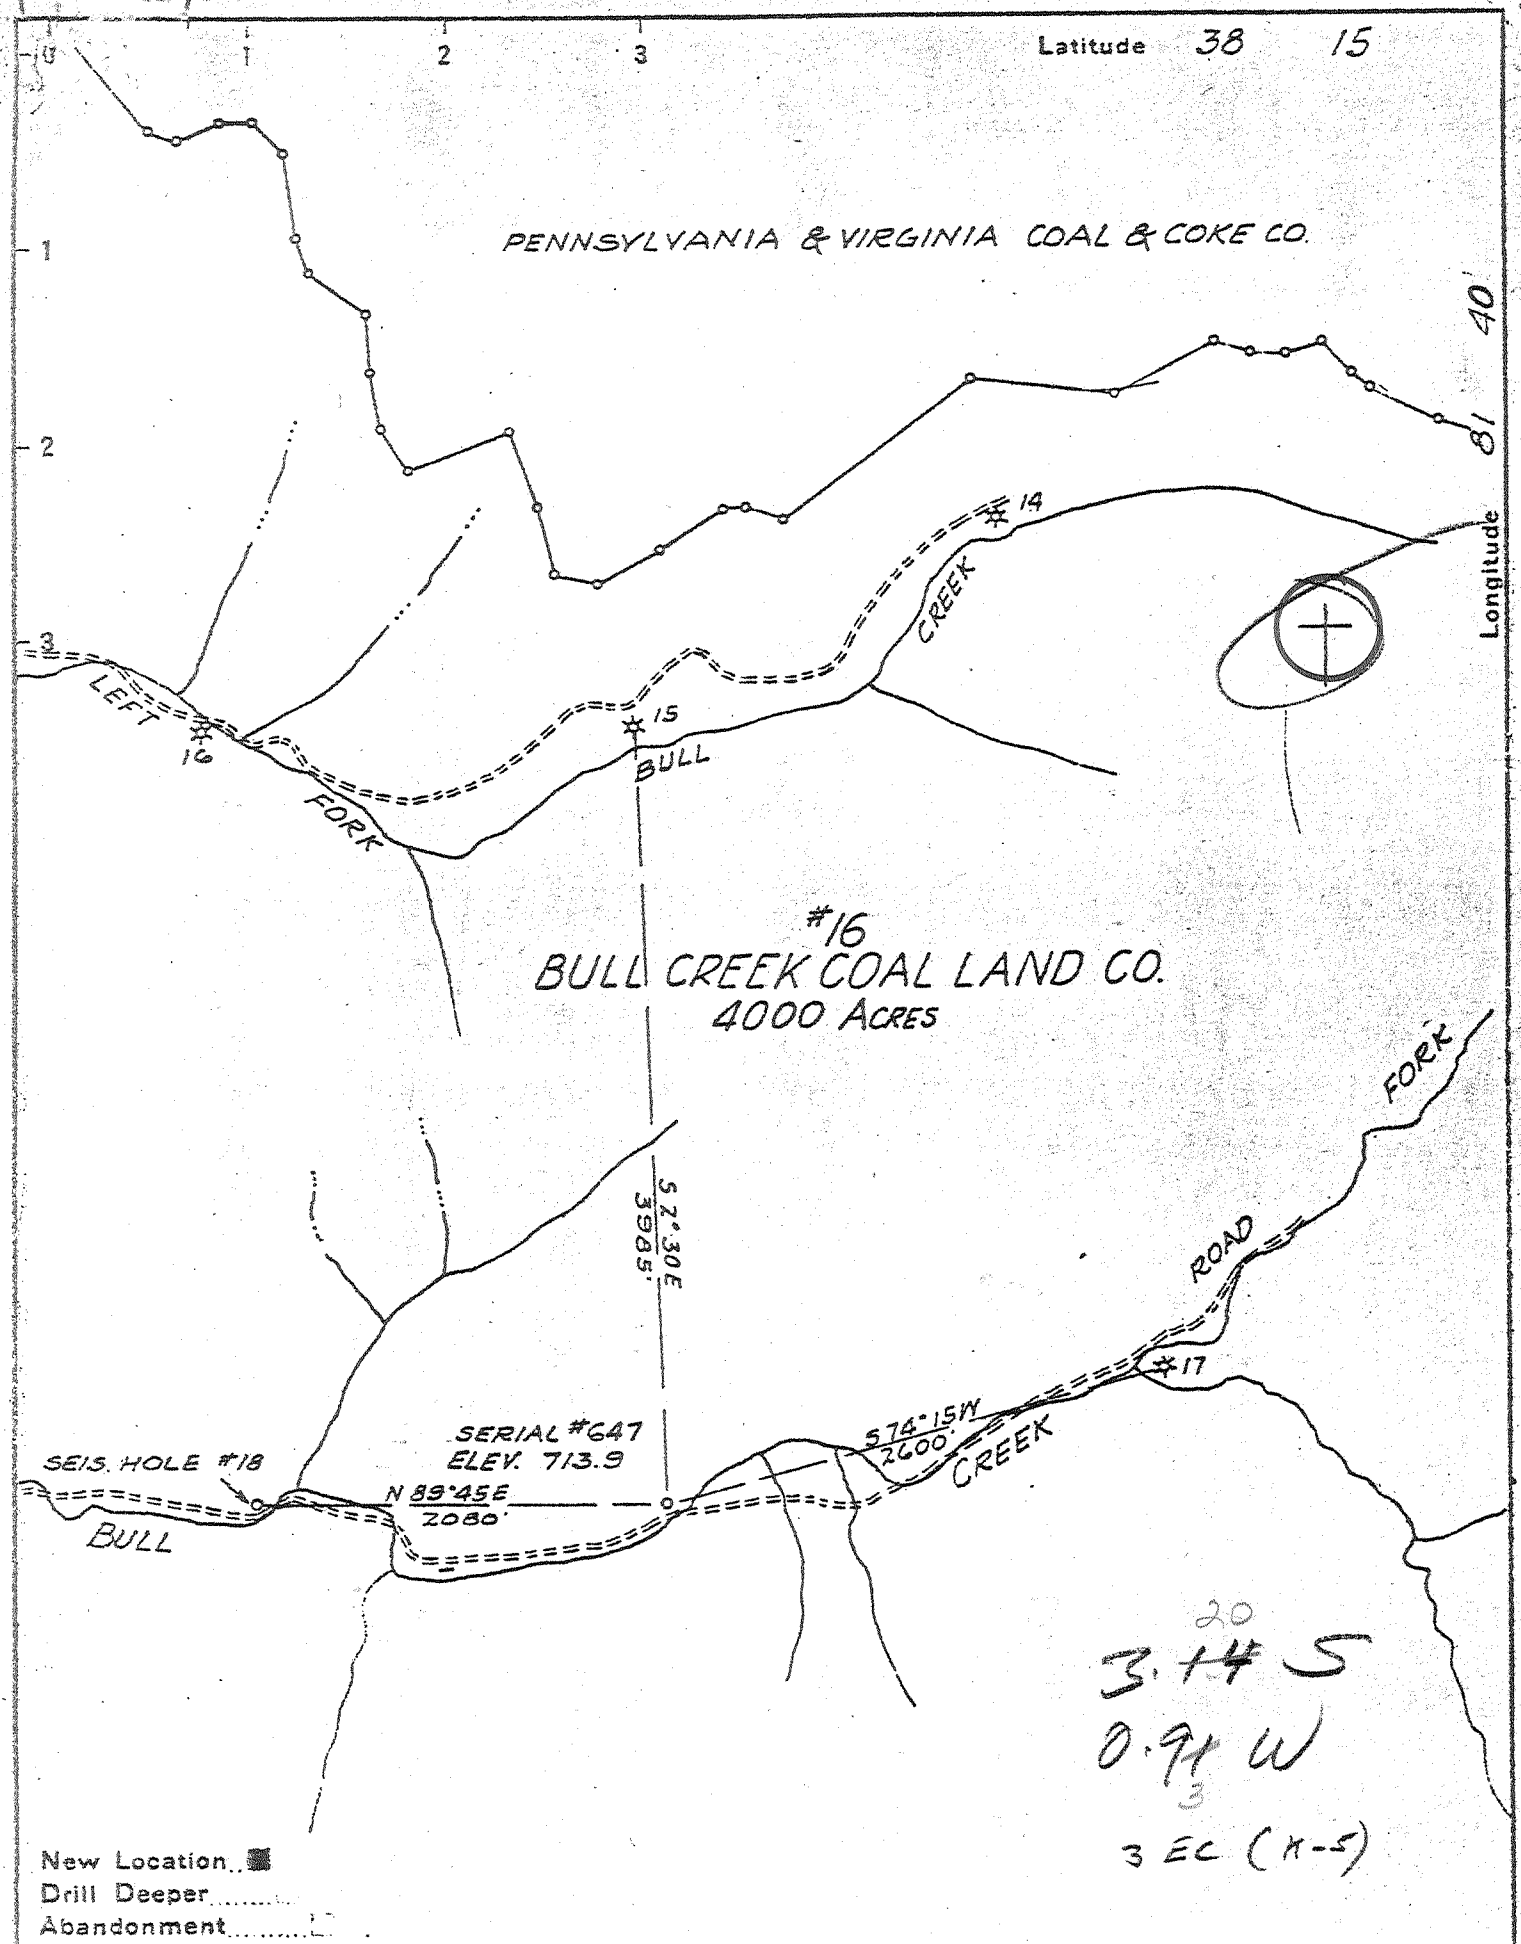 0 1 2 3
Latitude 38 15
1
PENNSYLVANIA & VIRGINIA COAL & COKE CO.
Longitude 81 40'
2
14
CREEK
3
LEFT
15
16
BULL
FORK
#16
BULL CREEK COAL LAND CO.
4000 ACRES
FORK
S 2°30E
3985'
ROAD
17
SERIAL #647
ELEV. 713.9
S74°15W
2600'
SEIS. HOLE #18
CREEK
N 89°45E
2080'
BULL
20
3.14 S
0.91 W
3
3 EC (K-5)
New Location
Drill Deeper
Abandonment